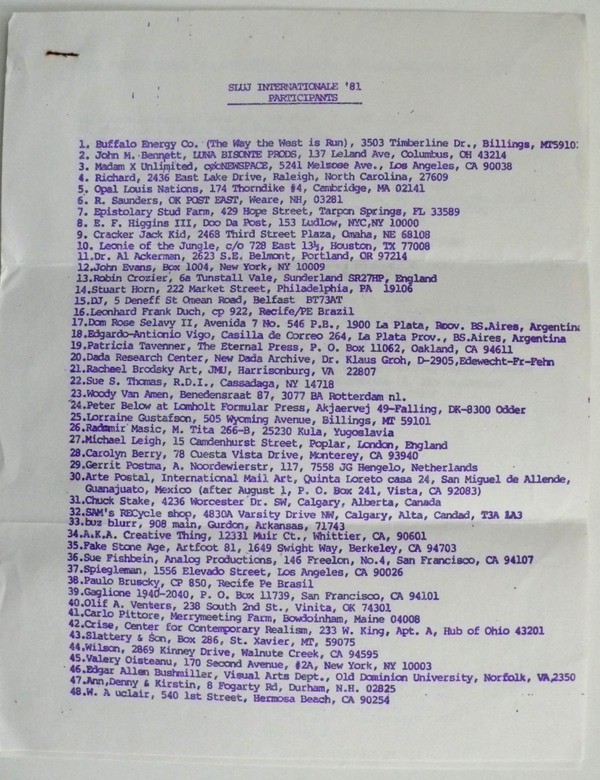 SLUJ INTERNATIONALE '81
PARTICIPANTS
1. Buffalo Energy Co. (The Way the West is Run), 3503 Timberline Dr., Billings, MT5910
2. John M. Bennett, LUNA BISONTE PRODS, 137 Leland Ave, Columbus, OH 43214
3. Madam X Unlimited, NEWSPACE, 5241 Melrose Ave., Los Angeles, CA 90038
4. Richard, 2436 East Lake Drive, Raleigh, North Carolina, 27609
5. Opal Louis Nations, 174 Thorndike #4, Cambridge, MA 02141
6. R. Saunders, OK POST EAST, Weare, NH, 03281
7. Epistolary Stud Farm, 429 Hope Street, Tarpon Springs, FL 33589
8. E. F. Higgins III, Doo Da Post, 153 Ludlow, NYC,NY 10000
9. Cracker Jack Kid, 2468 Third Street Plaza, Omaha, NE 68108
10. Leonie of the Jungle, c/o 728 East 13½, Houston, TX 77008
11.Dr. Al Ackerman, 2623 S.E. Belmont, Portland, OR 97214
12.John Evans, Box 1004, New York, NY 10009
13.Robin Crozier, 6a Tunstall Vale, Sunderland SR27HP, England
14.Stuart Horn, 222 Market Street, Philadelphia, PA 19106
15.DJ, 5 Deneff St Omean Road, Belfast BT73AT
16.Leonhard Frank Duch, cp 922, Recife/PE Brazil
17.Dom Rose Selavy II, Avenida 7 No. 546 P.B., 1900 La Plata, Rpov. BS.Aires, Argentina
18.Edgardo-Antonio Vigo, Casilla de Correo 264, La Plata Prov., BS.Aires, Argentina
19.Patricia Tavenner, The Eternal Press, P. O. Box 11062, Oakland, CA 94611
20.Dada Research Center, New Dada Archive, Dr. Klaus Groh, D-2905,Edewecht-Fr-Fehn
21.Rachael Brodsky Art, JMU, Harrisonburg, VA 22807
22.Sue S. Thomas, R.D.I., Cassadaga, NY 14718
23.Woody Van Amen, Benedensraat 87, 3077 BA Rotterdam nl.
24.Peter Below at Lomholt Formular Press, Akjaervej 49-Falling, DK-8300 Odder
25.Lorraine Gustafson, 505 Wyoming Avenue, Billings, MT 59101
26.Radomir Masic, M. Tita 266-B, 25230 Kula, Yugoslavia
27.Michael Leigh, 15 Camdenhurst Street, Poplar, London, England
28.Carolyn Berry, 78 Cuesta Vista Drive, Monterey, CA 93940
29.Gerrit Postma, A. Noordewierstr, 117, 7558 JG Hengelo, Netherlands
30.Arte Postal, International Mail Art, Quinta Loreto casa 24, San Miguel de Allende,
Guanajuato, Mexico (after August 1, P. O. Box 241, Vista, CA 92083)
31.Chuck Stake, 4236 Worcester Dr. SW, Calgary, Alberta, Canada
32.SAM's RECycle shop, 4830A Varsity Drive NW, Calgary, Alta, Candad, T3A 1A3
33.buz blurr, 908 main, Gurdon, Arkansas, 71743
34.A.K.A. Creative Thing, 12331 Muir Ct., Whittier, CA, 90601
35.Fake Stone Age, Artfoot 81, 1649 Swight Way, Berkeley, CA 94703
36.Sue Fishbein, Analog Productions, 146 Freelon, No.4, San Francisco, CA 94107
37.Spiegleman, 1556 Elevado Street, Los Angeles, CA 90026
38.Paulo Bruscky, CP 850, Recife Pe Brasil
39.Gaglione 1940-2040, P. O. Box 11739, San Francisco, CA 94101
40.Olif A. Venters, 238 South 2nd St., Vinita, OK 74301
41.Carlo Pittore, Merrymeeting Farm, Bowdoinham, Maine 04008
42.Crise, Center for Contemporary Realism, 233 W. King, Apt. A, Hub of Ohio 43201
43.Slattery & Son, Box 286, St. Xavier, MT, 59075
44.Wilson, 2869 Kinney Drive, Walnute Creek, CA 94595
45.Valery Oisteanu, 170 Second Avenue, #2A, New York, NY 10003
46.Edgar Allen Bushmiller, Visual Arts Dept., Old Dominion University, Norfolk, VA,2350
47.Ann,Denny & Kirstin, 8 Fogarty Rd, Durham, N.H. 02825
48.W. A uclair, 540 1st Street, Hermosa Beach, CA 90254